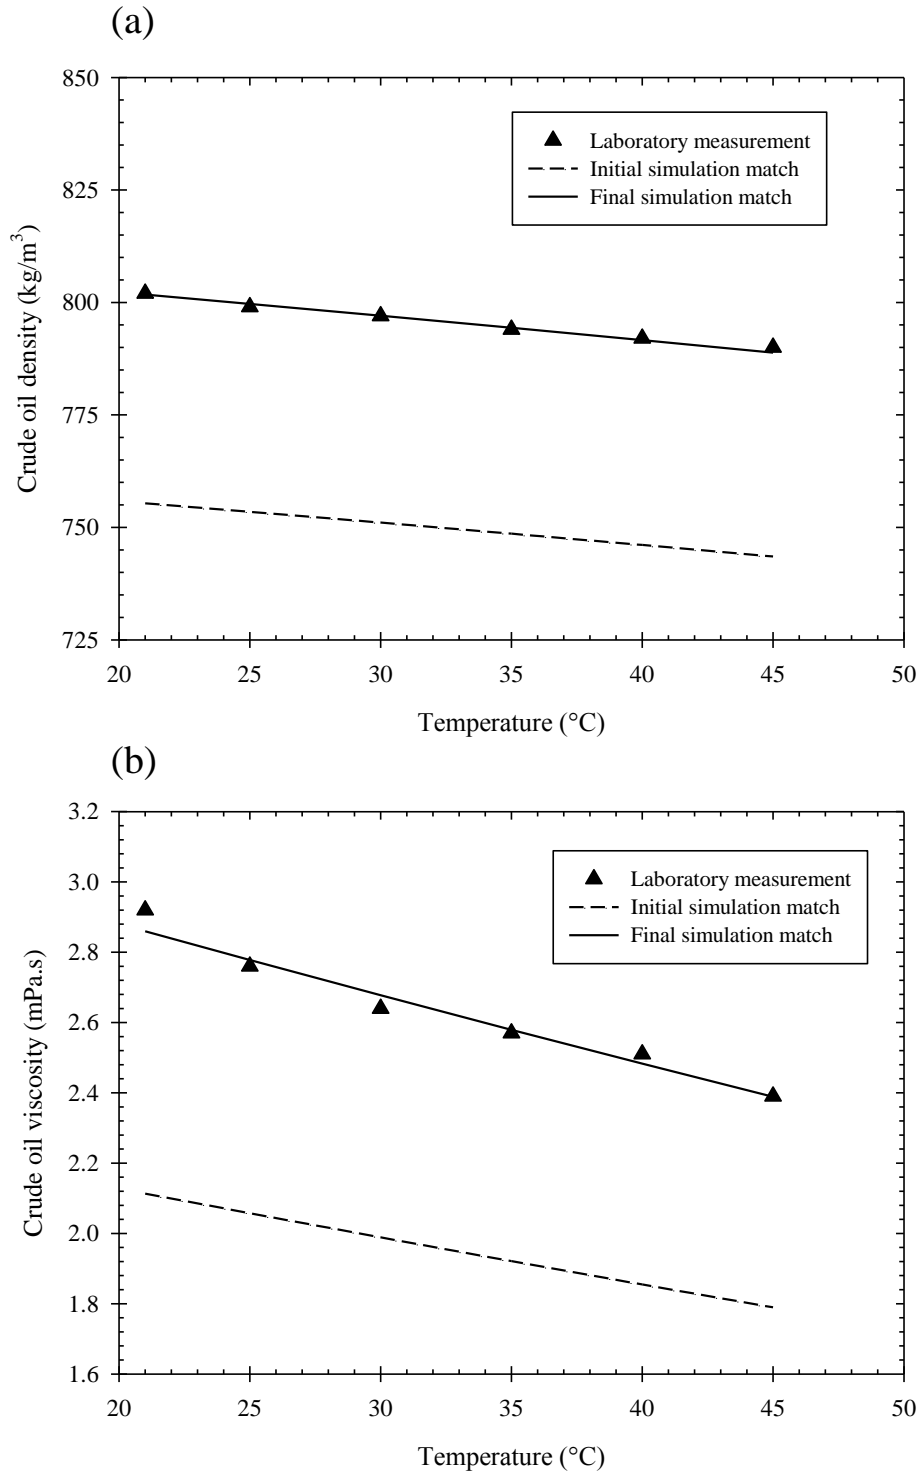 (a)
850
825
800
775
750
725
Crude oil density (kg/m³)
Laboratory measurement
Initial simulation match
Final simulation match
20 25 30 35 40 45 50
Temperature (°C)
(b)
3.2
3.0
2.8
2.6
2.4
2.2
2.0
1.8
1.6
Crude oil viscosity (mPa.s)
Laboratory measurement
Initial simulation match
Final simulation match
20 25 30 35 40 45 50
Temperature (°C)